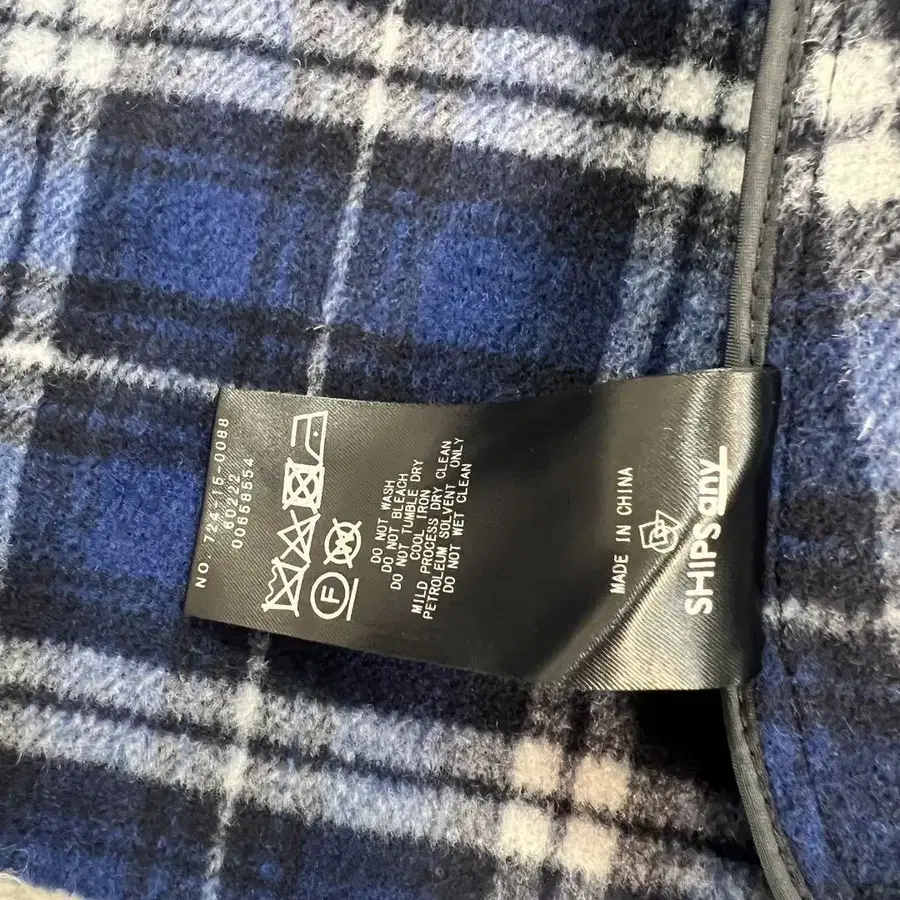 SHIPS any
MADE IN CHINA
DO NOT WASH
DO NOT BLEACH
DO NOT TUMBLE DRY
COOL IRON
MILD PROCESS DRY CLEAN
PETROLEUM SOLVENT ONLY
DO NOT WET CLEAN
F
NO. 724-15-0088
60222
00658554